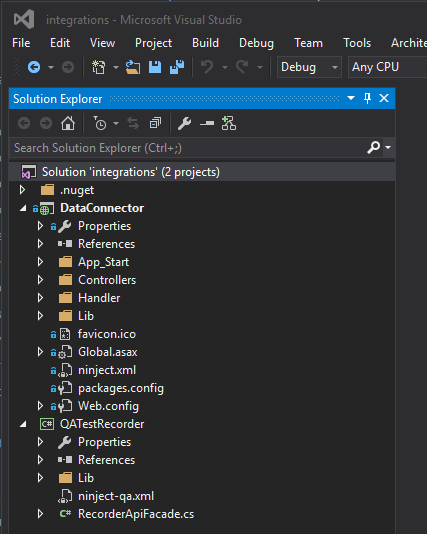 integrations - Microsoft Visual Studio
File Edit View Project Build Debug Team Tools
Debug Any CPU
Solution Explorer
Search Solution Explorer (Ctrl+;)
Solution 'integrations' (2 projects)
.nuget
DataConnector
Properties
References
App_Start
Controllers
Handler
Lib
favicon.ico
Global.asax
ninject.xml
packages.config
Web.config
C# QATestRecorder
Properties
References
Lib
ninject-qa.xml
C# RecorderApiFacade.cs